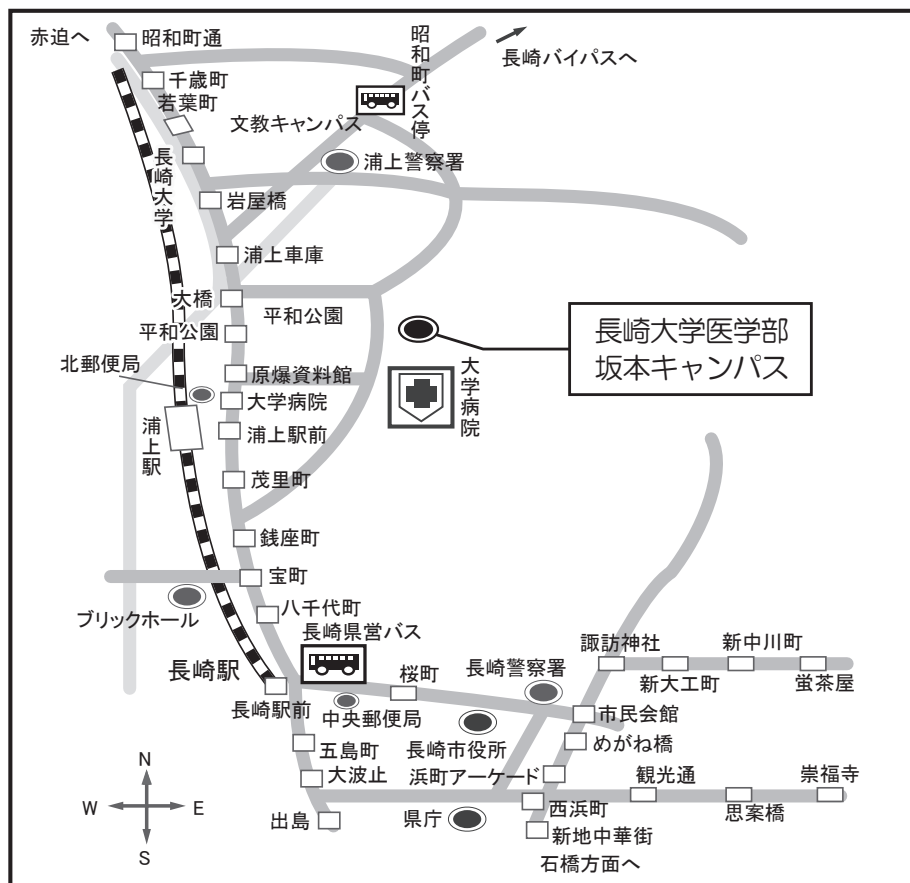 赤迫へ
昭和町通
千歳町
若葉町
長崎大学
岩屋橋
浦上車庫
大橋
平和公園
平和公園
原爆資料館
北郵便局
大学病院
浦上駅
浦上駅前
茂里町
銭座町
宝町
ブリックホール
八千代町
長崎県営バス
長崎駅
長崎駅前
昭和町バス停
長崎バイパスへ
文教キャンパス
浦上警察署
長崎大学医学部
坂本キャンパス
大学病院
桜町
中央郵便局
長崎警察署
長崎市役所
諏訪神社
新大工町
新中川町
蛍茶屋
市民会館
めがね橋
浜町アーケード
五島町
大波止
出島
県庁
西浜町
観光通
思案橋
崇福寺
新地中華街
石橋方面へ
N
W
E
S